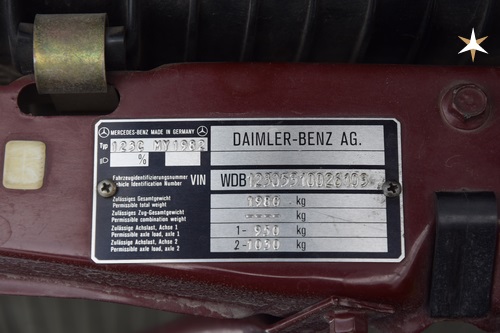 MERCEDES-BENZ MADE IN GERMANY
DAIMLER-BENZ AG.
Typ 123C MY1982
%
Fahrzeugidentifizierungsnummer
Vehicle Identification Number
VIN WDB
Zulässiges Gesamtgewicht
Permissible total weight
1980 kg
Zulässig. Zug-Gesamtgewicht
Permissible combination weight
---- kg
Zulässige Achslast, Achse 1
Permissible axle load, axle 1
1- 950 kg
Zulässige Achslast, Achse 2
Permissible axle load, axle 2
2-1050 kg